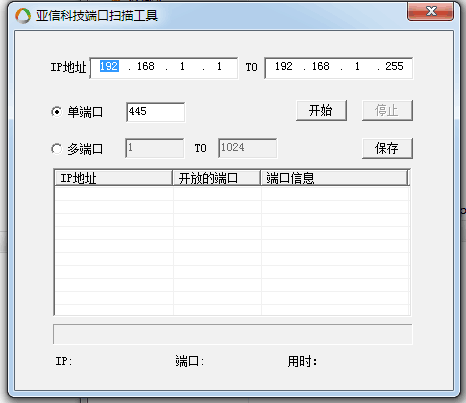 亚信科技端口扫描工具
IP地址 192 . 168 . 1 . 1 TO 192 . 168 . 1 . 255
单端口 445 开始 停止
多端口 1 TO 1024 保存
IP地址 开放的端口 端口信息
IP: 端口: 用时: